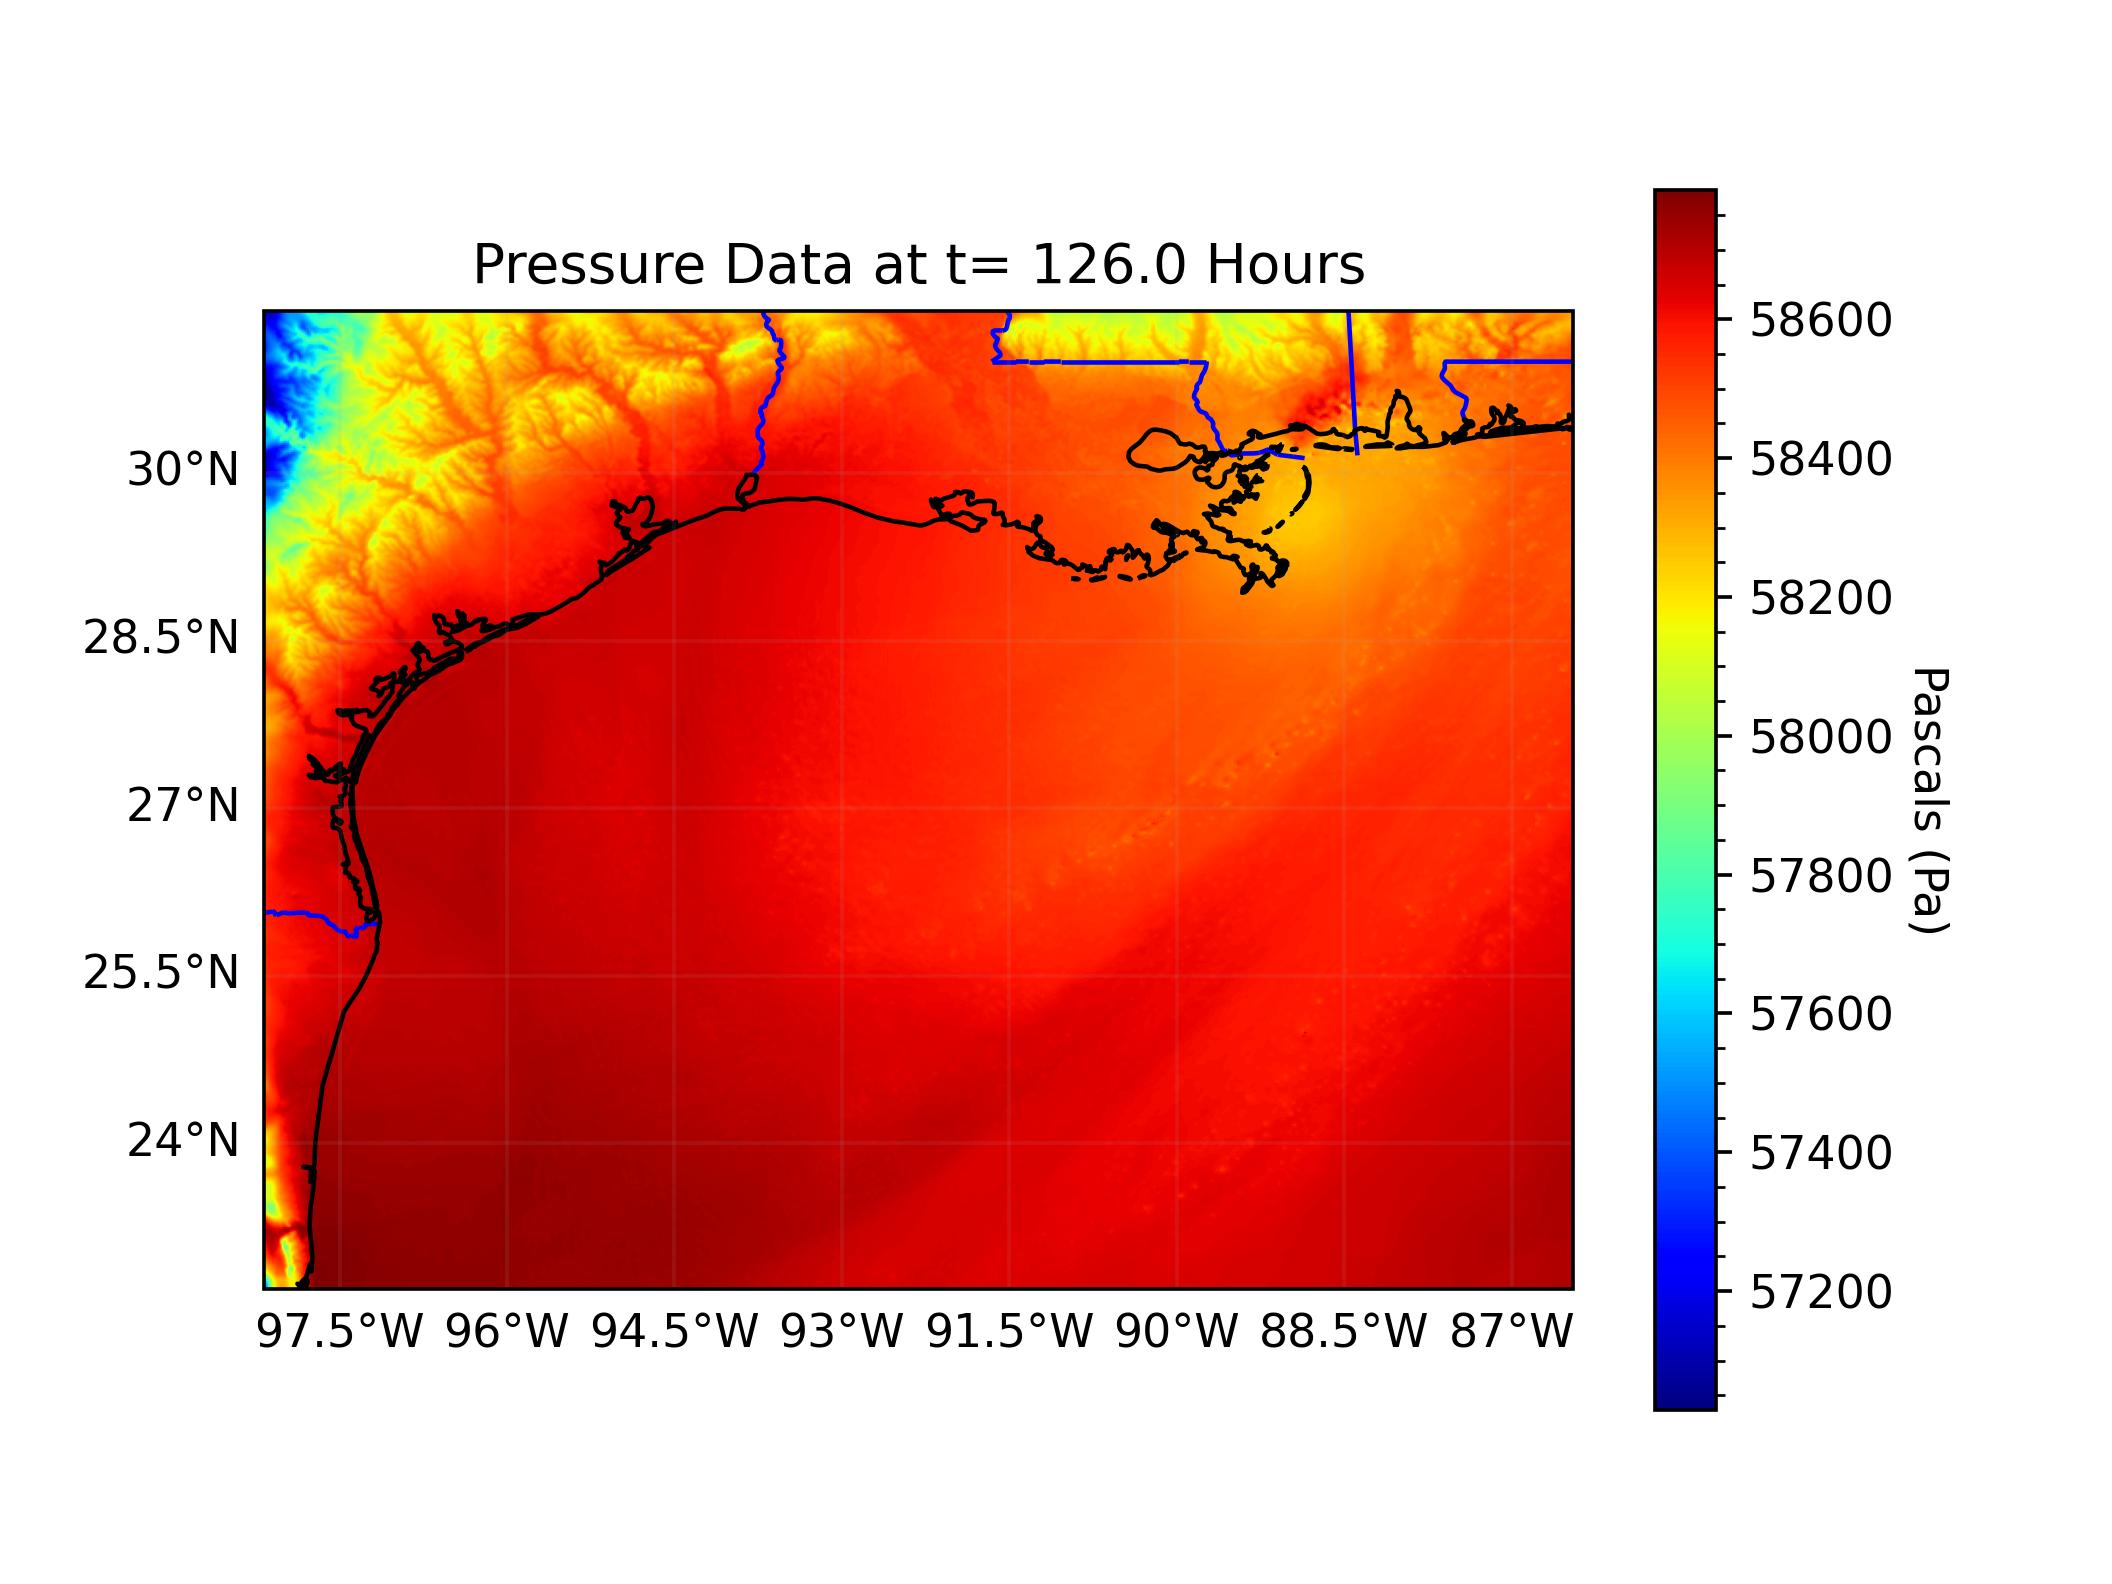 Pressure Data at t= 126.0 Hours
30°N
28.5°N
27°N
25.5°N
24°N
97.5°W 96°W 94.5°W 93°W 91.5°W 90°W 88.5°W 87°W
58600
58400
58200
58000
57800
57600
57400
57200
Pascals (Pa)